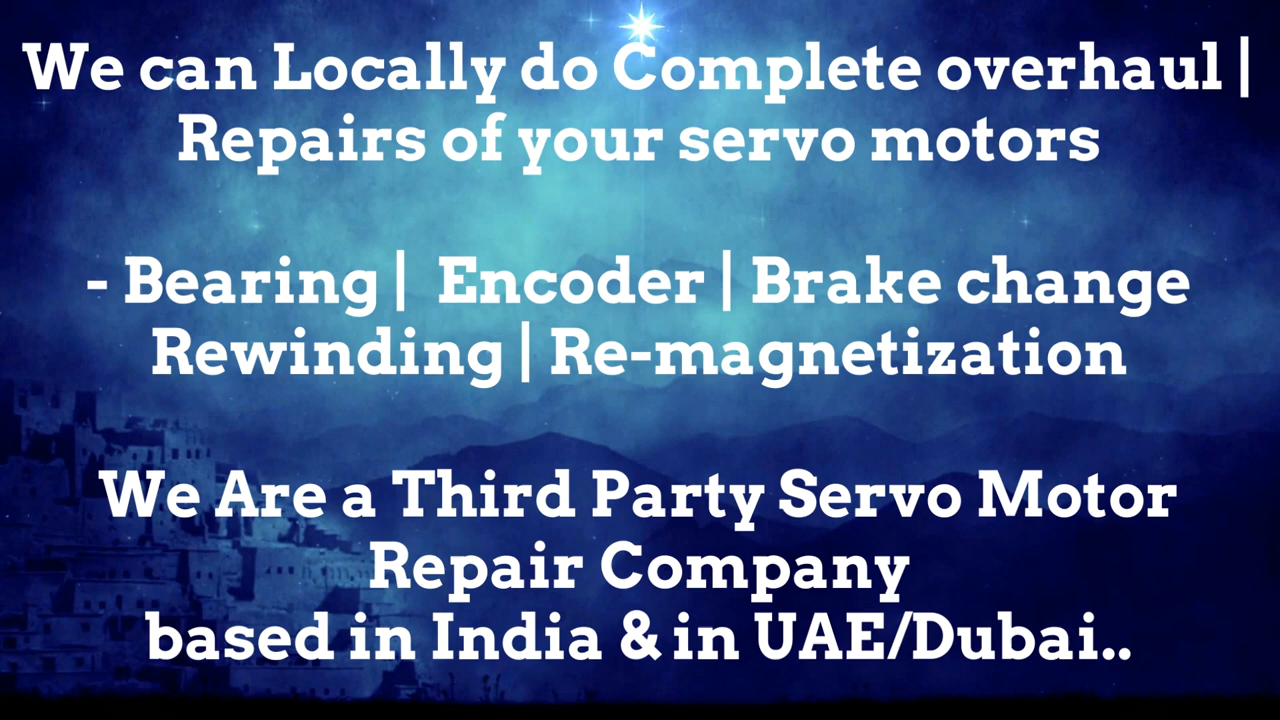 We can Locally do Complete overhaul |
Repairs of your servo motors
- Bearing | Encoder | Brake change
Rewinding | Re-magnetization
We Are a Third Party Servo Motor
Repair Company
based in India & in UAE/Dubai..